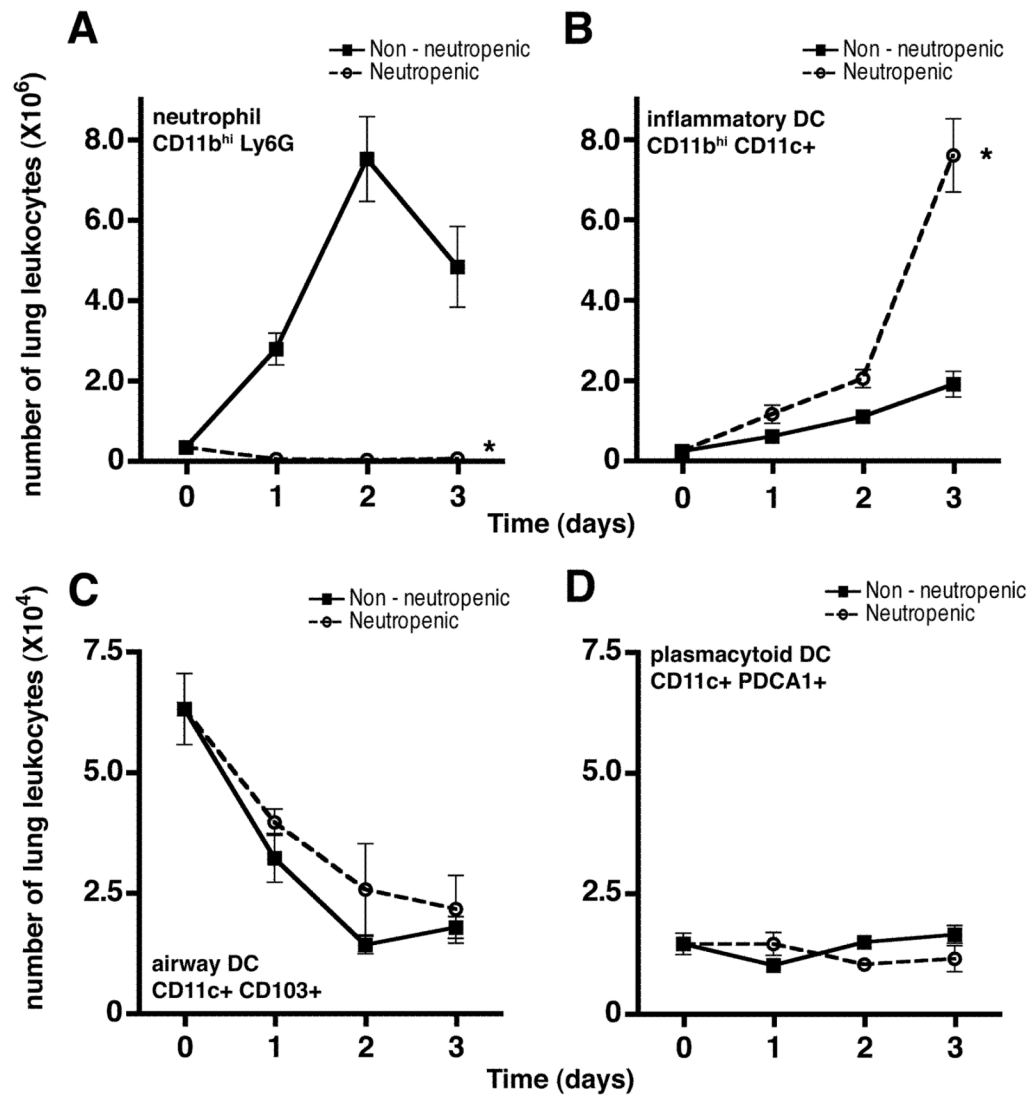 A
Non - neutropenic
Neutropenic
number of lung leukocytes (X10⁶)
neutrophil
CD11bʰⁱ Ly6G
8.0
6.0
4.0
2.0
0
*
0 1 2 3
B
Non - neutropenic
Neutropenic
inflammatory DC
CD11bʰⁱ CD11c+
8.0
6.0
4.0
2.0
0
*
0 1 2 3
Time (days)
C
Non - neutropenic
Neutropenic
number of lung leukocytes (X10⁴)
7.5
5.0
2.5
0
airway DC
CD11c+ CD103+
0 1 2 3
D
Non - neutropenic
Neutropenic
plasmacytoid DC
CD11c+ PDCA1+
7.5
5.0
2.5
0
0 1 2 3
Time (days)